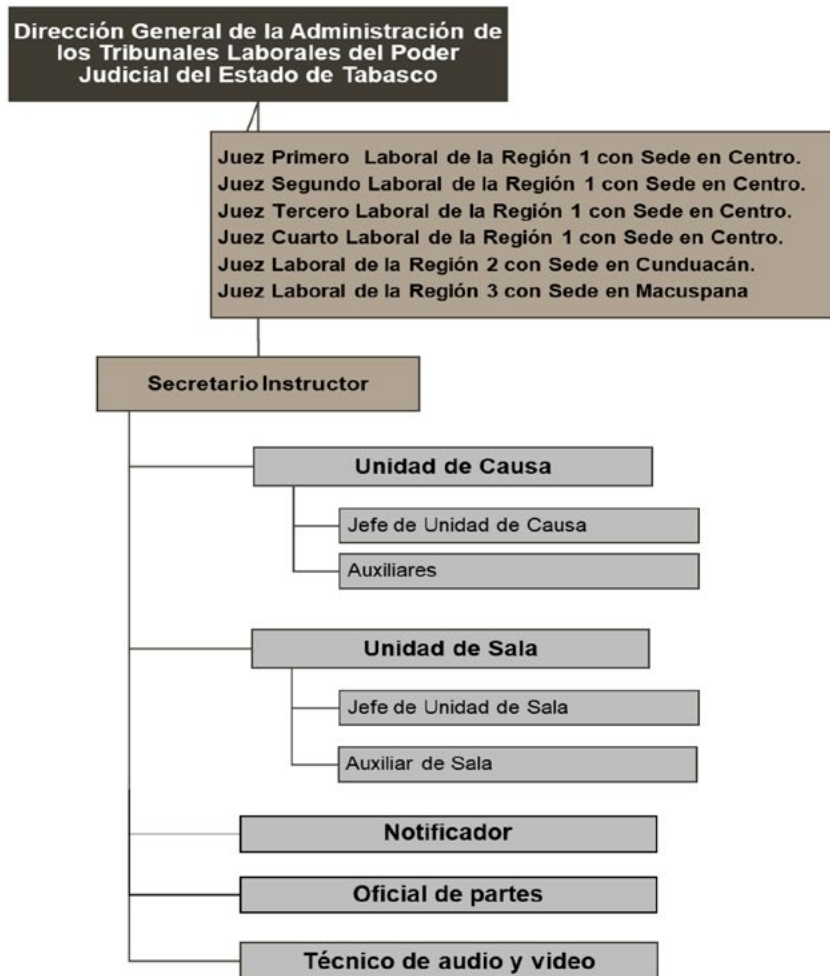 Dirección General de la Administración de
los Tribunales Laborales del Poder
Judicial del Estado de Tabasco
Juez Primero Laboral de la Región 1 con Sede en Centro.
Juez Segundo Laboral de la Región 1 con Sede en Centro.
Juez Tercero Laboral de la Región 1 con Sede en Centro.
Juez Cuarto Laboral de la Región 1 con Sede en Centro.
Juez Laboral de la Región 2 con Sede en Cunduacán.
Juez Laboral de la Región 3 con Sede en Macuspana
Secretario Instructor
Unidad de Causa
Jefe de Unidad de Causa
Auxiliares
Unidad de Sala
Jefe de Unidad de Sala
Auxiliar de Sala
Notificador
Oficial de partes
Técnico de audio y video